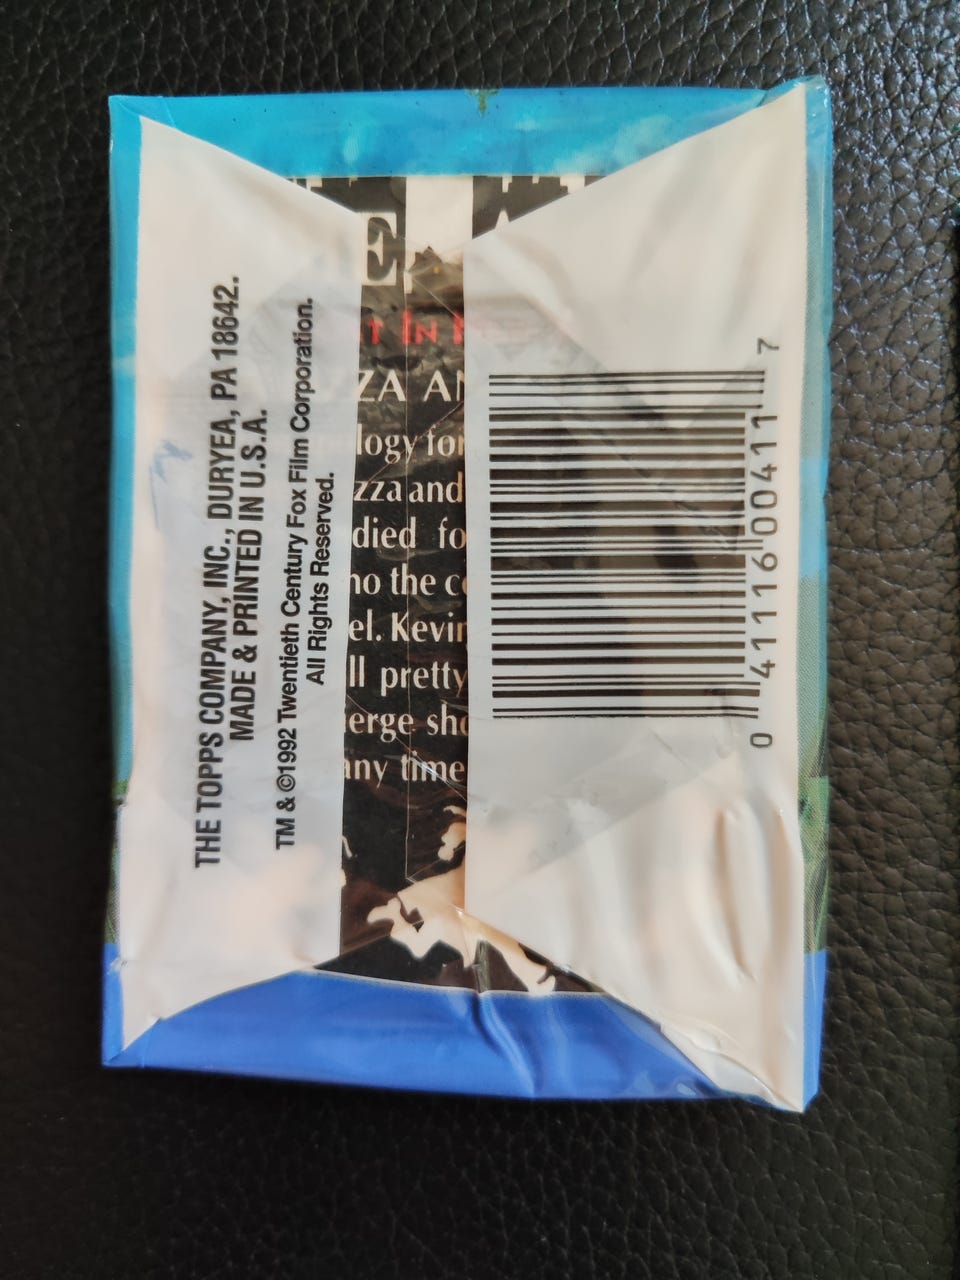 THE TOPPS COMPANY, INC., DURYEA, PA 18642.
MADE & PRINTED IN U.S.A.
TM & ©1992 Twentieth Century Fox Film Corporation.
All Rights Reserved.
E
T IN
ZA AN
logy for
zza and
died fo
no the c
el. Kevin
ll pretty
erge sho
any time
0 41116 00411 7